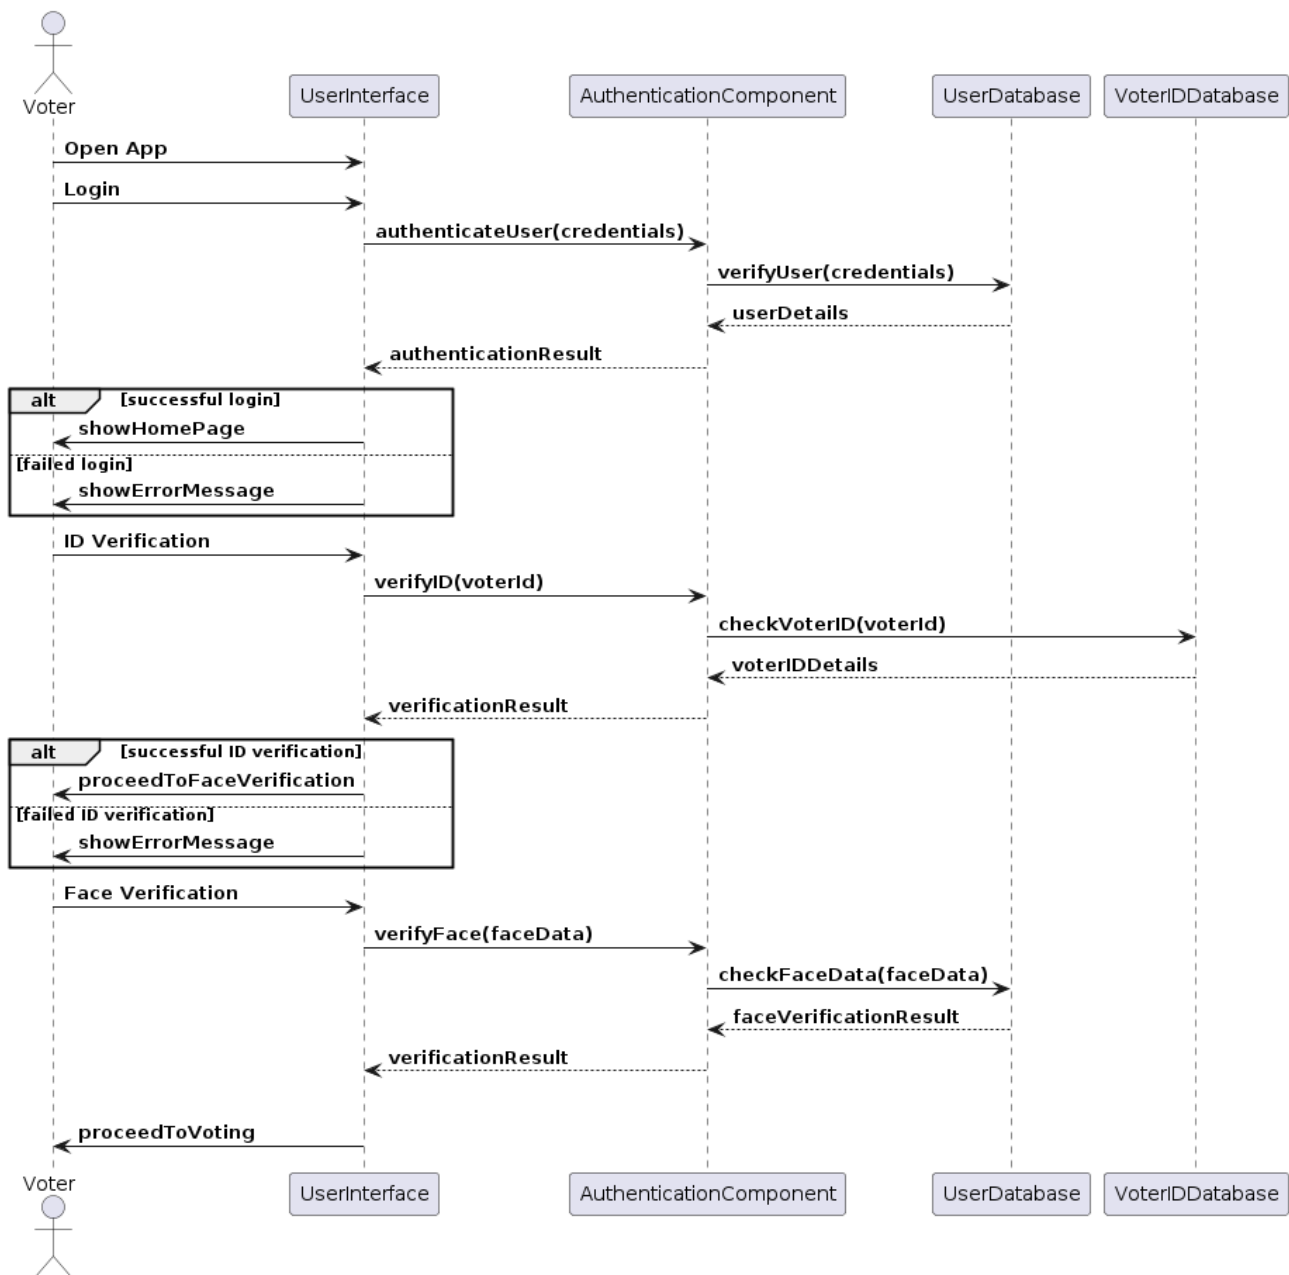 Voter
UserInterface
AuthenticationComponent
UserDatabase
VoterIDDatabase
Open App
Login
authenticateUser(credentials)
verifyUser(credentials)
userDetails
authenticationResult
alt [successful login]
showHomePage
[failed login]
showErrorMessage
ID Verification
verifyID(voterId)
checkVoterID(voterId)
voterIDDetails
verificationResult
alt [successful ID verification]
proceedToFaceVerification
[failed ID verification]
showErrorMessage
Face Verification
verifyFace(faceData)
checkFaceData(faceData)
faceVerificationResult
verificationResult
proceedToVoting
Voter
UserInterface
AuthenticationComponent
UserDatabase
VoterIDDatabase